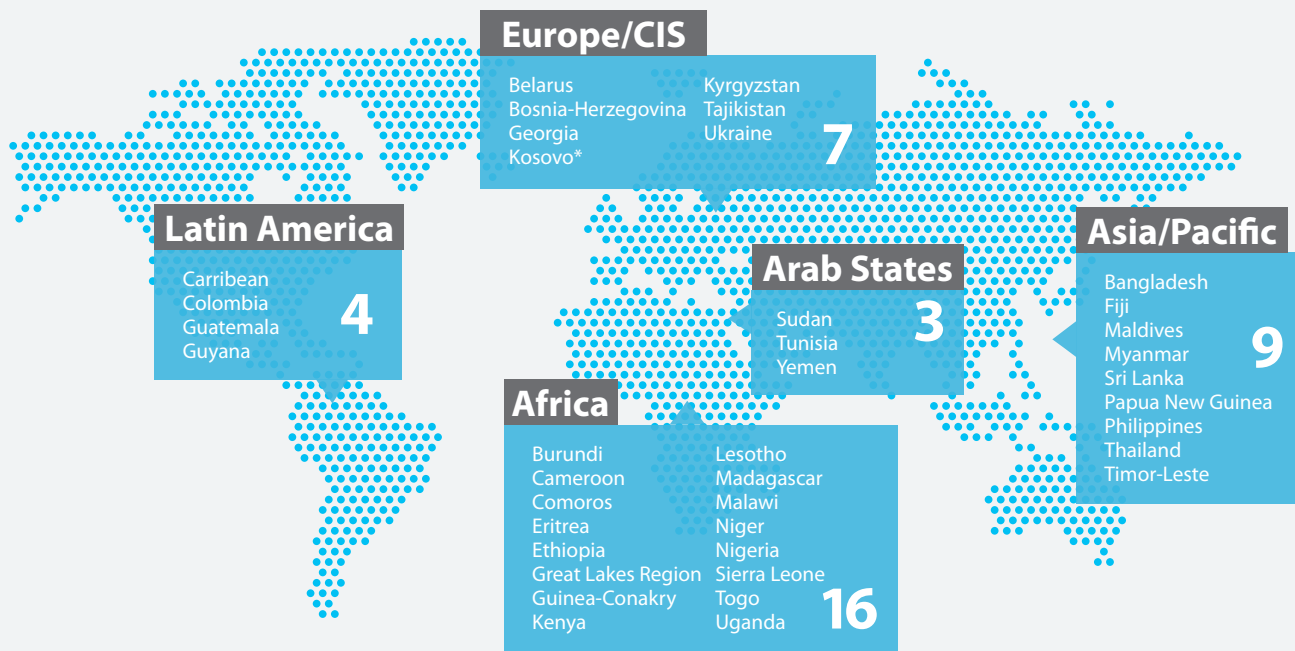 Europe/CIS
Belarus
Bosnia-Herzegovina
Georgia
Kosovo*
Kyrgyzstan
Tajikistan
Ukraine
7
Latin America
Carribean
Colombia
Guatemala
Guyana
4
Arab States
Sudan
Tunisia
Yemen
3
Asia/Pacific
Bangladesh
Fiji
Maldives
Myanmar
Sri Lanka
Papua New Guinea
Philippines
Thailand
Timor-Leste
9
Africa
Burundi
Cameroon
Comoros
Eritrea
Ethiopia
Great Lakes Region
Guinea-Conakry
Kenya
Lesotho
Madagascar
Malawi
Niger
Nigeria
Sierra Leone
Togo
Uganda
16